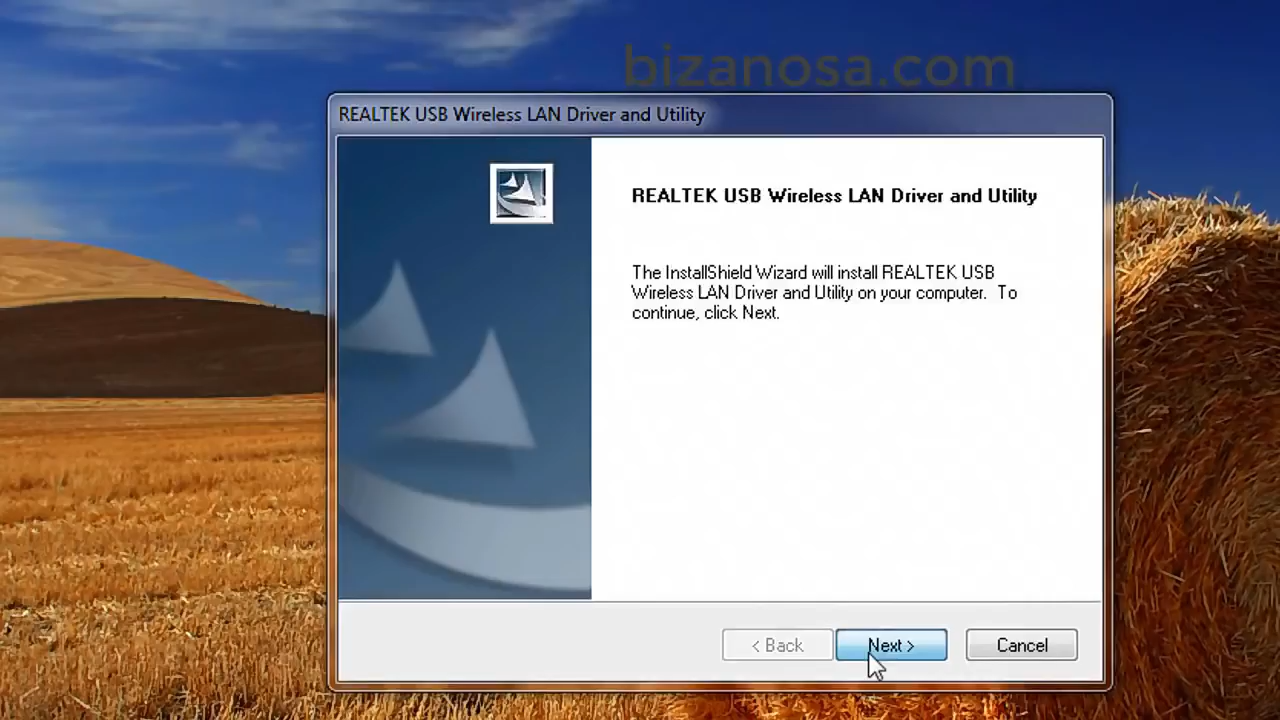 bizanosa.com
REALTEK USB Wireless LAN Driver and Utility
REALTEK USB Wireless LAN Driver and Utility
The InstallShield Wizard will install REALTEK USB
Wireless LAN Driver and Utility on your computer. To
continue, click Next.
< Back
Next >
Cancel